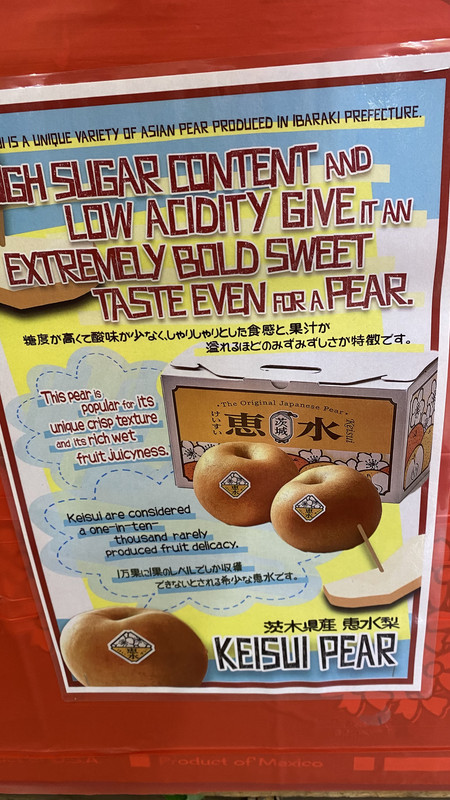 IS A UNIQUE VARIETY OF ASIAN PEAR PRODUCED IN IBARAKI PREFECTURE.
GH SUGAR CONTENT AND
LOW ACIDITY GIVE IT AN
EXTREMELY BOLD SWEET
TASTE EVEN FOR A PEAR.
糖度が高くて酸味が少なく、しゃりしゃりとした食感と、果汁が
溢れるほどのみずみずしさが特徴です。
This pear is
popular for its
unique crisp texture
and its rich wet
fruit juicyness.
The Original Japanese Pear
けいすい
恵
茨城
水
Keisui
恵水
恵水
Keisui are considered
a one-in-ten-
thousand rarely
produced fruit delicacy.
1万果に1果のレベルでしか収穫
できないとされる希少な恵水です。
恵水
茨木県産 恵水梨
KEISUI PEAR
Product of Mexico